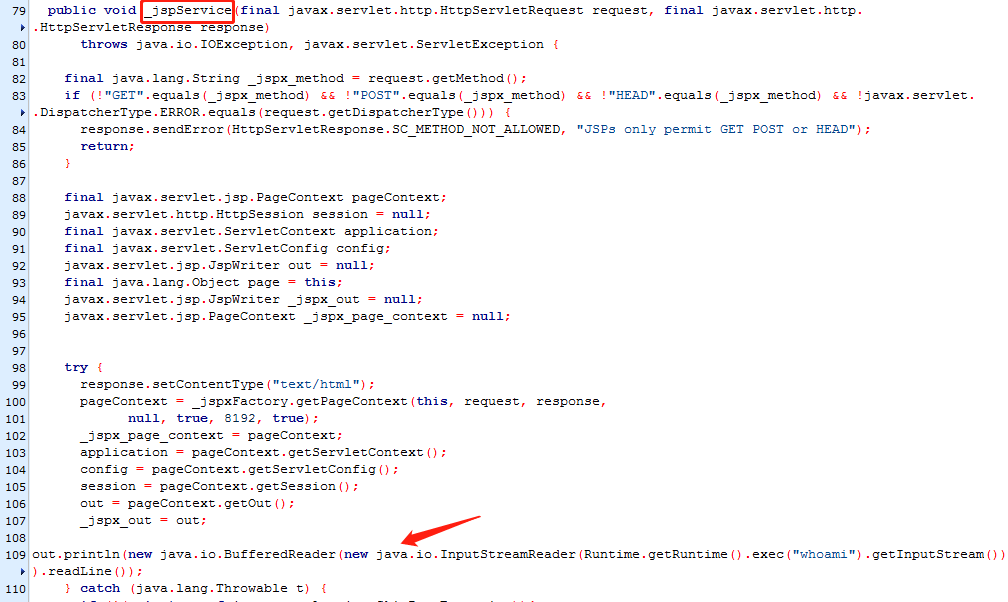 79 public void _jspService(final javax.servlet.http.HttpServletRequest request, final javax.servlet.http.
.HttpServletResponse response)
80 throws java.io.IOException, javax.servlet.ServletException {
81
82 final java.lang.String _jspx_method = request.getMethod();
83 if (!"GET".equals(_jspx_method) && !"POST".equals(_jspx_method) && !"HEAD".equals(_jspx_method) && !javax.servlet.
.DispatcherType.ERROR.equals(request.getDispatcherType())) {
84 response.sendError(HttpServletResponse.SC_METHOD_NOT_ALLOWED, "JSPs only permit GET POST or HEAD");
85 return;
86 }
87
88 final javax.servlet.jsp.PageContext pageContext;
89 javax.servlet.http.HttpSession session = null;
90 final javax.servlet.ServletContext application;
91 final javax.servlet.ServletConfig config;
92 javax.servlet.jsp.JspWriter out = null;
93 final java.lang.Object page = this;
94 javax.servlet.jsp.JspWriter _jspx_out = null;
95 javax.servlet.jsp.PageContext _jspx_page_context = null;
96
97
98 try {
99 response.setContentType("text/html");
100 pageContext = _jspxFactory.getPageContext(this, request, response,
101 null, true, 8192, true);
102 _jspx_page_context = pageContext;
103 application = pageContext.getServletContext();
104 config = pageContext.getServletConfig();
105 session = pageContext.getSession();
106 out = pageContext.getOut();
107 _jspx_out = out;
108
109 out.println(new java.io.BufferedReader(new java.io.InputStreamReader(Runtime.getRuntime().exec("whoami").getInputStream())
).readLine());
110 } catch (java.lang.Throwable t) {